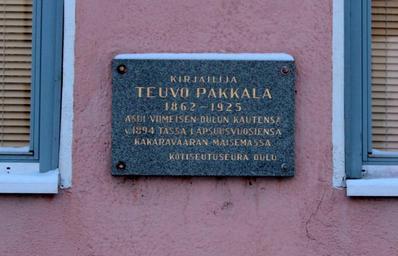 KIRJAILIJA
TEUVO PAKKALA
1862-1925
ASUI VIIMEISEN OULUN KAUTENSA
v.1894 TÄSSÄ LAPSUUSVUOSIENSA
KAKARAVAARAN MAISEMASSA
KOTISEUTUSEURA OULU